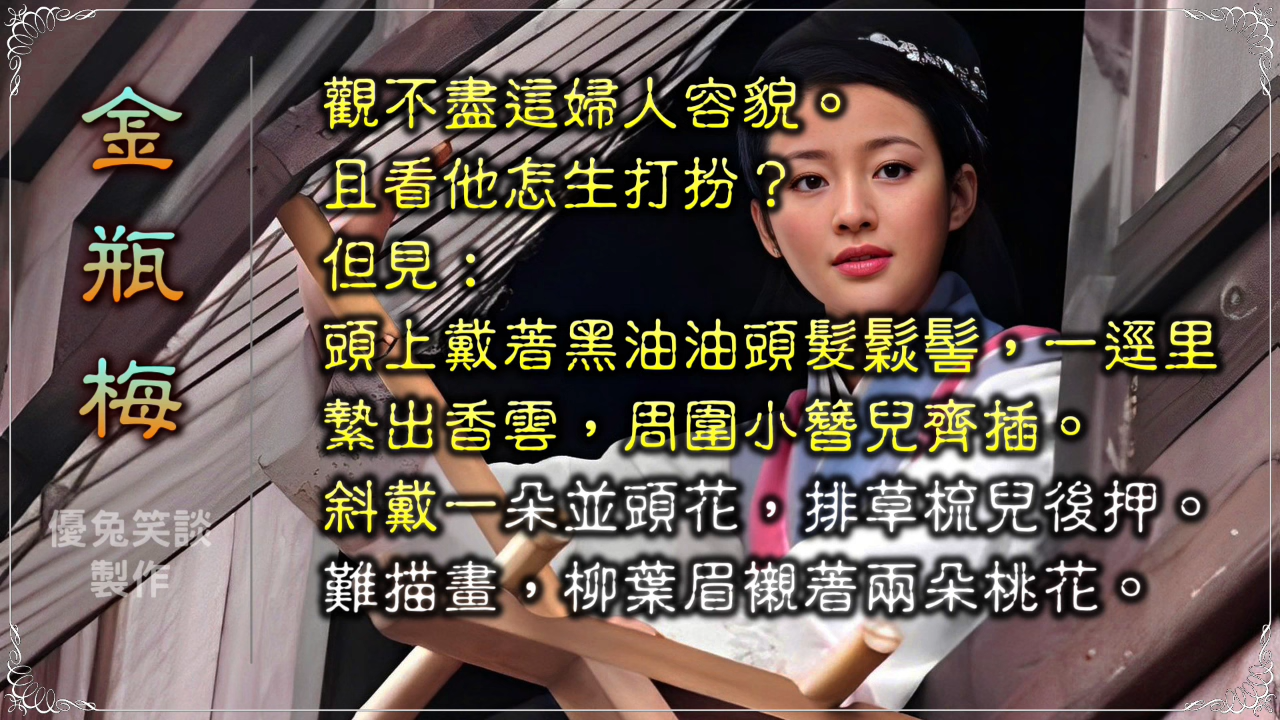 金瓶梅
觀不盡這婦人容貌。
且看他怎生打扮？
但見：
頭上戴著黑油油頭髮鬏髻，一逕里
縶出香雲，周圍小簪兒齊插。
斜戴一朵並頭花，排草梳兒後押。
難描畫，柳葉眉襯著兩朵桃花。
優兔笑談
製作